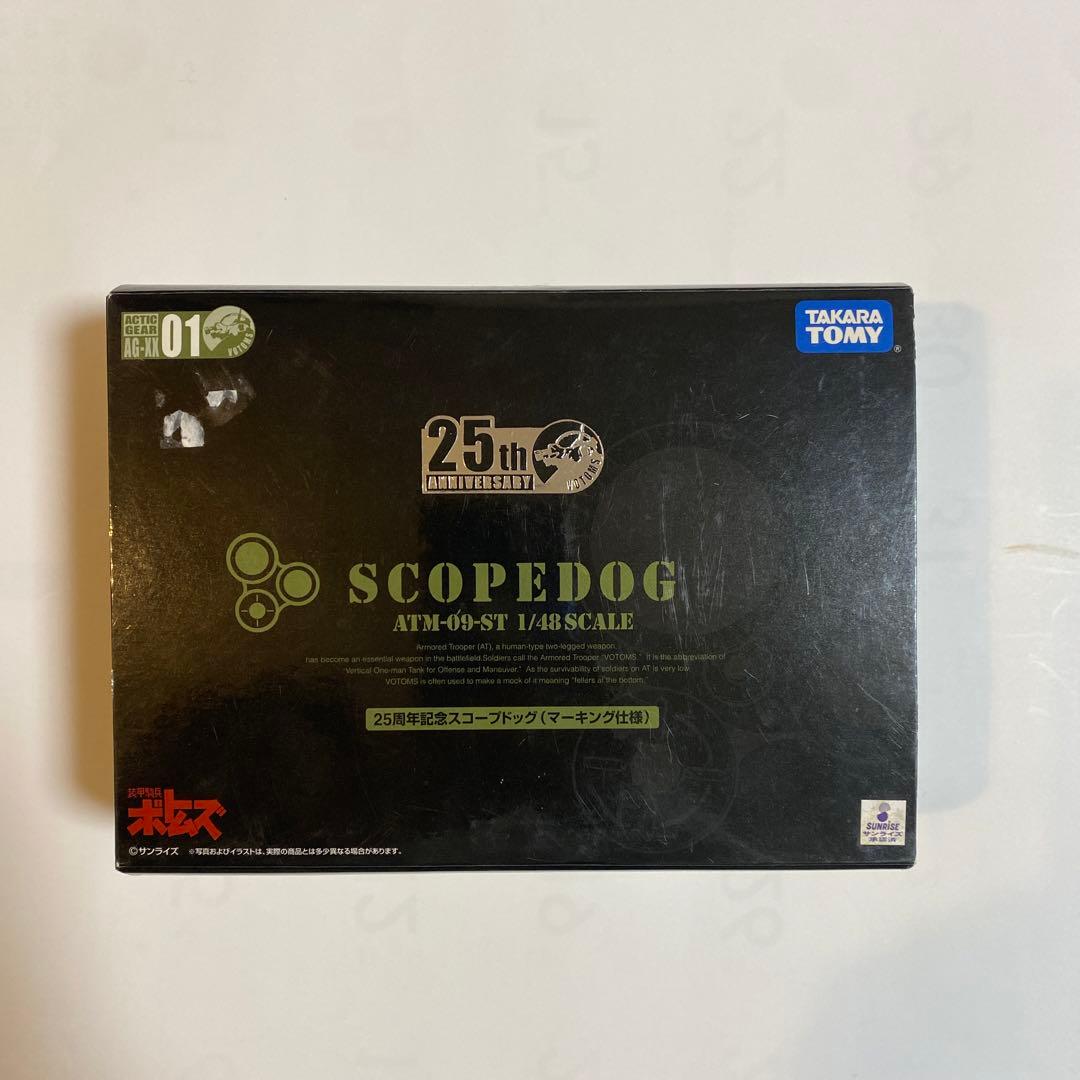 ACTIC
GEAR
AG-XX 01
VOTOMS
TAKARA
TOMY
®
25th
ANNIVERSARY
VOTOMS
SCOPEDOG
ATM-09-ST 1/48 SCALE
Armored Trooper (AT), a human-type two-legged weapon,
has become an essential weapon in the battlefield.Soldiers call the Armored Trooper "VOTOMS." It is the abbreviation of
"Vertical One-man Tank for Offense and Maneuver." As the survivability of soldiers on AT is very low
VOTOMS is often used to make a mock of it meaning "fellers at the bottom."
25周年記念スコープドッグ(マーキング仕様)
装甲騎兵
ボトムズ
©サンライズ ※写真およびイラストは、実際の商品とは多少異なる場合があります。
SUNRISE
サンライズ
承認済